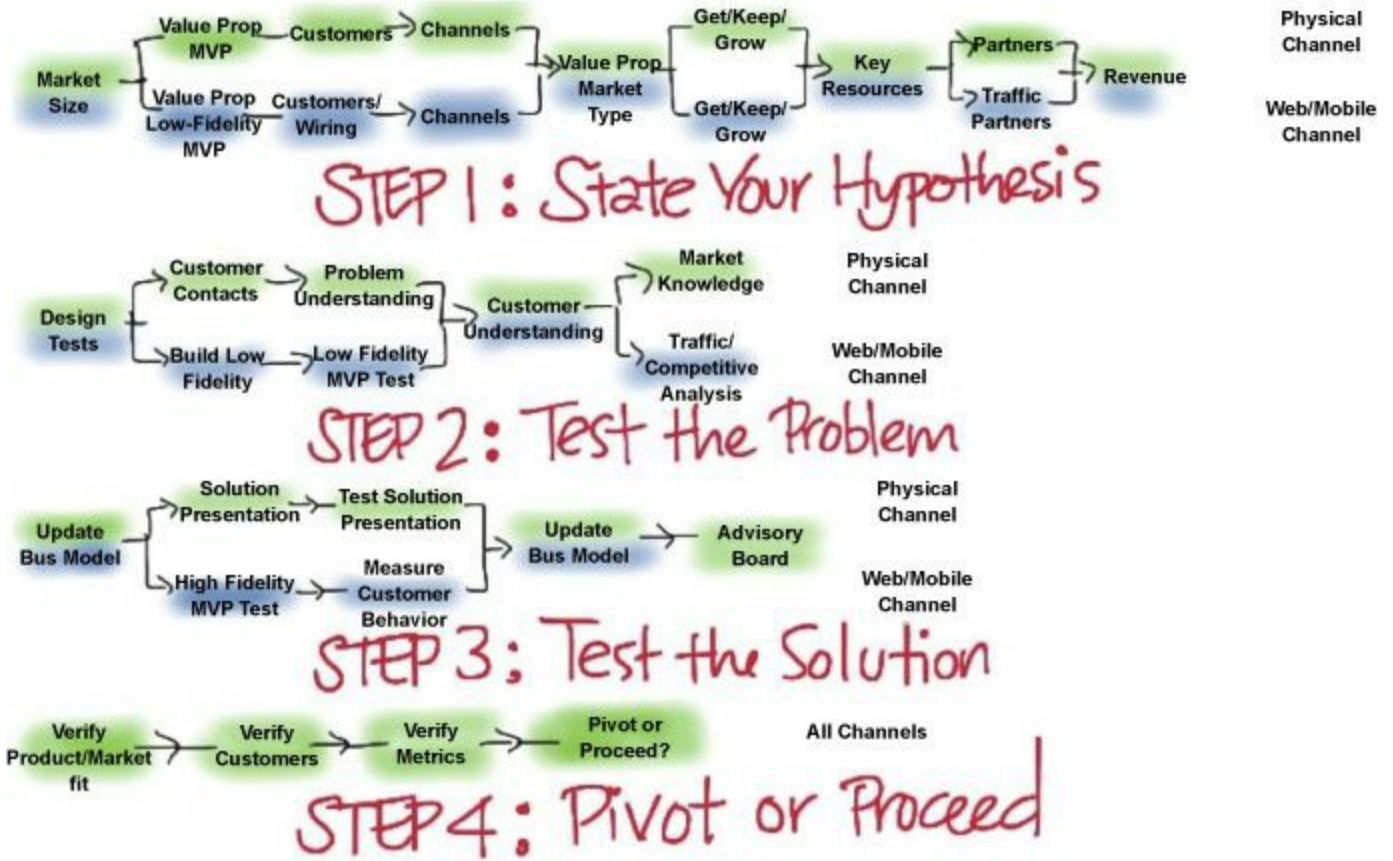 Market
Size
Value Prop
MVP
Customers
Channels
Value Prop
Low-Fidelity
MVP
Customers/
Wiring
Channels
Value Prop
Market
Type
Get/Keep/
Grow
Get/Keep/
Grow
Key
Resources
Partners
Traffic
Partners
Revenue
Physical
Channel
Web/Mobile
Channel
STEP 1: State Your Hypothesis
Design
Tests
Customer
Contacts
Problem
Understanding
Build Low
Fidelity
Low Fidelity
MVP Test
Customer
Understanding
Market
Knowledge
Traffic/
Competitive
Analysis
Physical
Channel
Web/Mobile
Channel
STEP 2: Test the Problem
Update
Bus Model
Solution
Presentation
Test Solution
Presentation
High Fidelity
MVP Test
Measure
Customer
Behavior
Update
Bus Model
Advisory
Board
Physical
Channel
Web/Mobile
Channel
STEP 3: Test the Solution
Verify
Product/Market
fit
Verify
Customers
Verify
Metrics
Pivot or
Proceed?
All Channels
STEP 4: Pivot or Proceed